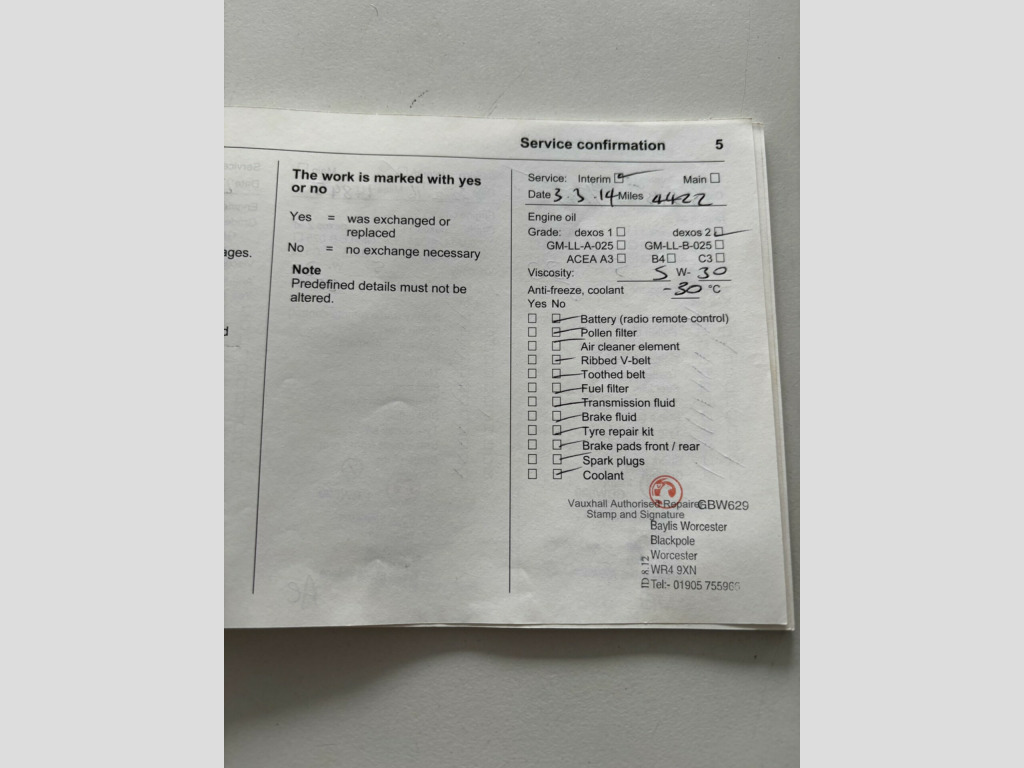 Service confirmation 5
ages.
The work is marked with yes
or no
Yes = was exchanged or
replaced
No = no exchange necessary
Note
Predefined details must not be
altered.
Service: Interim ☑ Main ☐
Date 3.3.14 Miles 4422
Engine oil
Grade: dexos 1 ☐ dexos 2 ☑
GM-LL-A-025 ☐ GM-LL-B-025 ☐
ACEA A3 ☐ B4 ☐ C3 ☐
Viscosity: 5 W- 30
Anti-freeze, coolant -30 °C
Yes No
☐ ☑ Battery (radio remote control)
☐ ☑ Pollen filter
☐ ☑ Air cleaner element
☐ ☑ Ribbed V-belt
☐ ☑ Toothed belt
☐ ☑ Fuel filter
☐ ☑ Transmission fluid
☐ ☑ Brake fluid
☐ ☑ Tyre repair kit
☐ ☑ Brake pads front / rear
☐ ☑ Spark plugs
☐ ☑ Coolant
Vauxhall Authorised Repairer GBW629
Stamp and Signature
Baylis Worcester
Blackpole
Worcester
WR4 9XN
Tel:- 01905 755966
ID 8.12